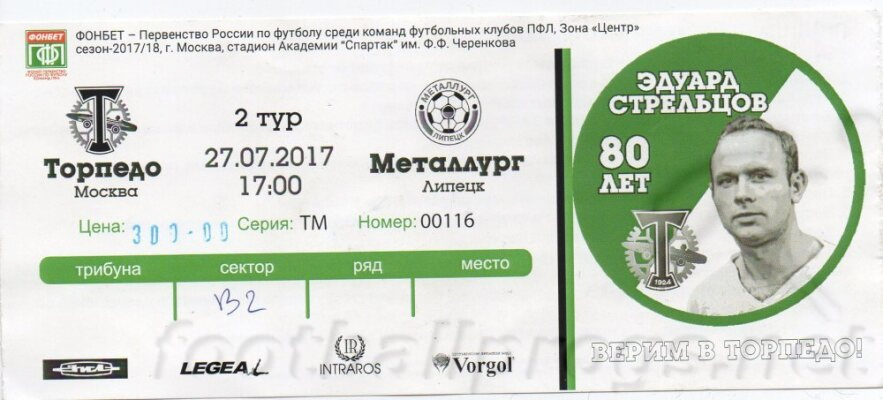 ФОНБЕТ – Первенство России по футболу среди команд футбольных клубов ПФЛ, Зона «Центр»
сезон-2017/18, г. Москва, стадион Академии "Спартак" им. Ф.Ф. Черенкова
ФОНБЕТ
ПФЛ
2 тур
27.07.2017
17:00
Торпедо
Москва
МЕТАЛЛУРГ
ЛИПЕЦК
Металлург
Липецк
Цена: 300-00 Серия: ТМ Номер: 00116
трибуна сектор ряд место
B2
ЗИЛ
LEGEA
INTRAROS
Vorgol
ЭДУАРД
СТРЕЛЬЦОВ
80
ЛЕТ
1924
ВЕРИМ В ТОРПЕДО!
footballprogs.net